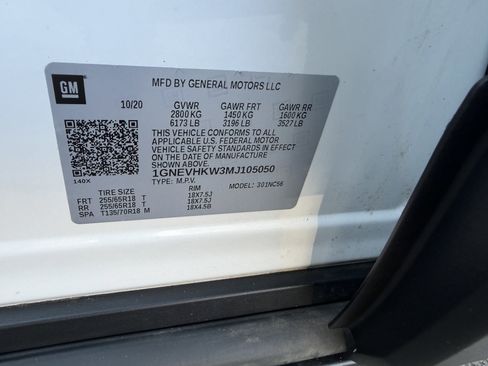 GM
MFD BY GENERAL MOTORS LLC
10/20 GVWR GAWR FRT GAWR RR
2800 KG 1450 KG 1600 KG
6173 LB 3196 LB 3527 LB
THIS VEHICLE CONFORMS TO ALL
APPLICABLE U.S. FEDERAL MOTOR
VEHICLE SAFETY STANDARDS IN EFFECT
ON THE DATE OF MANUFACTURE
SHOWN ABOVE.
1GNEVHKW3MJ105050
140X TYPE: M.P.V. MODEL: 301NC56
TIRE SIZE RIM
FRT 255/65R18 T 18X7.5J
RR 255/65R18 T 18X7.5J
SPA T135/70R18 M 18X4.5B